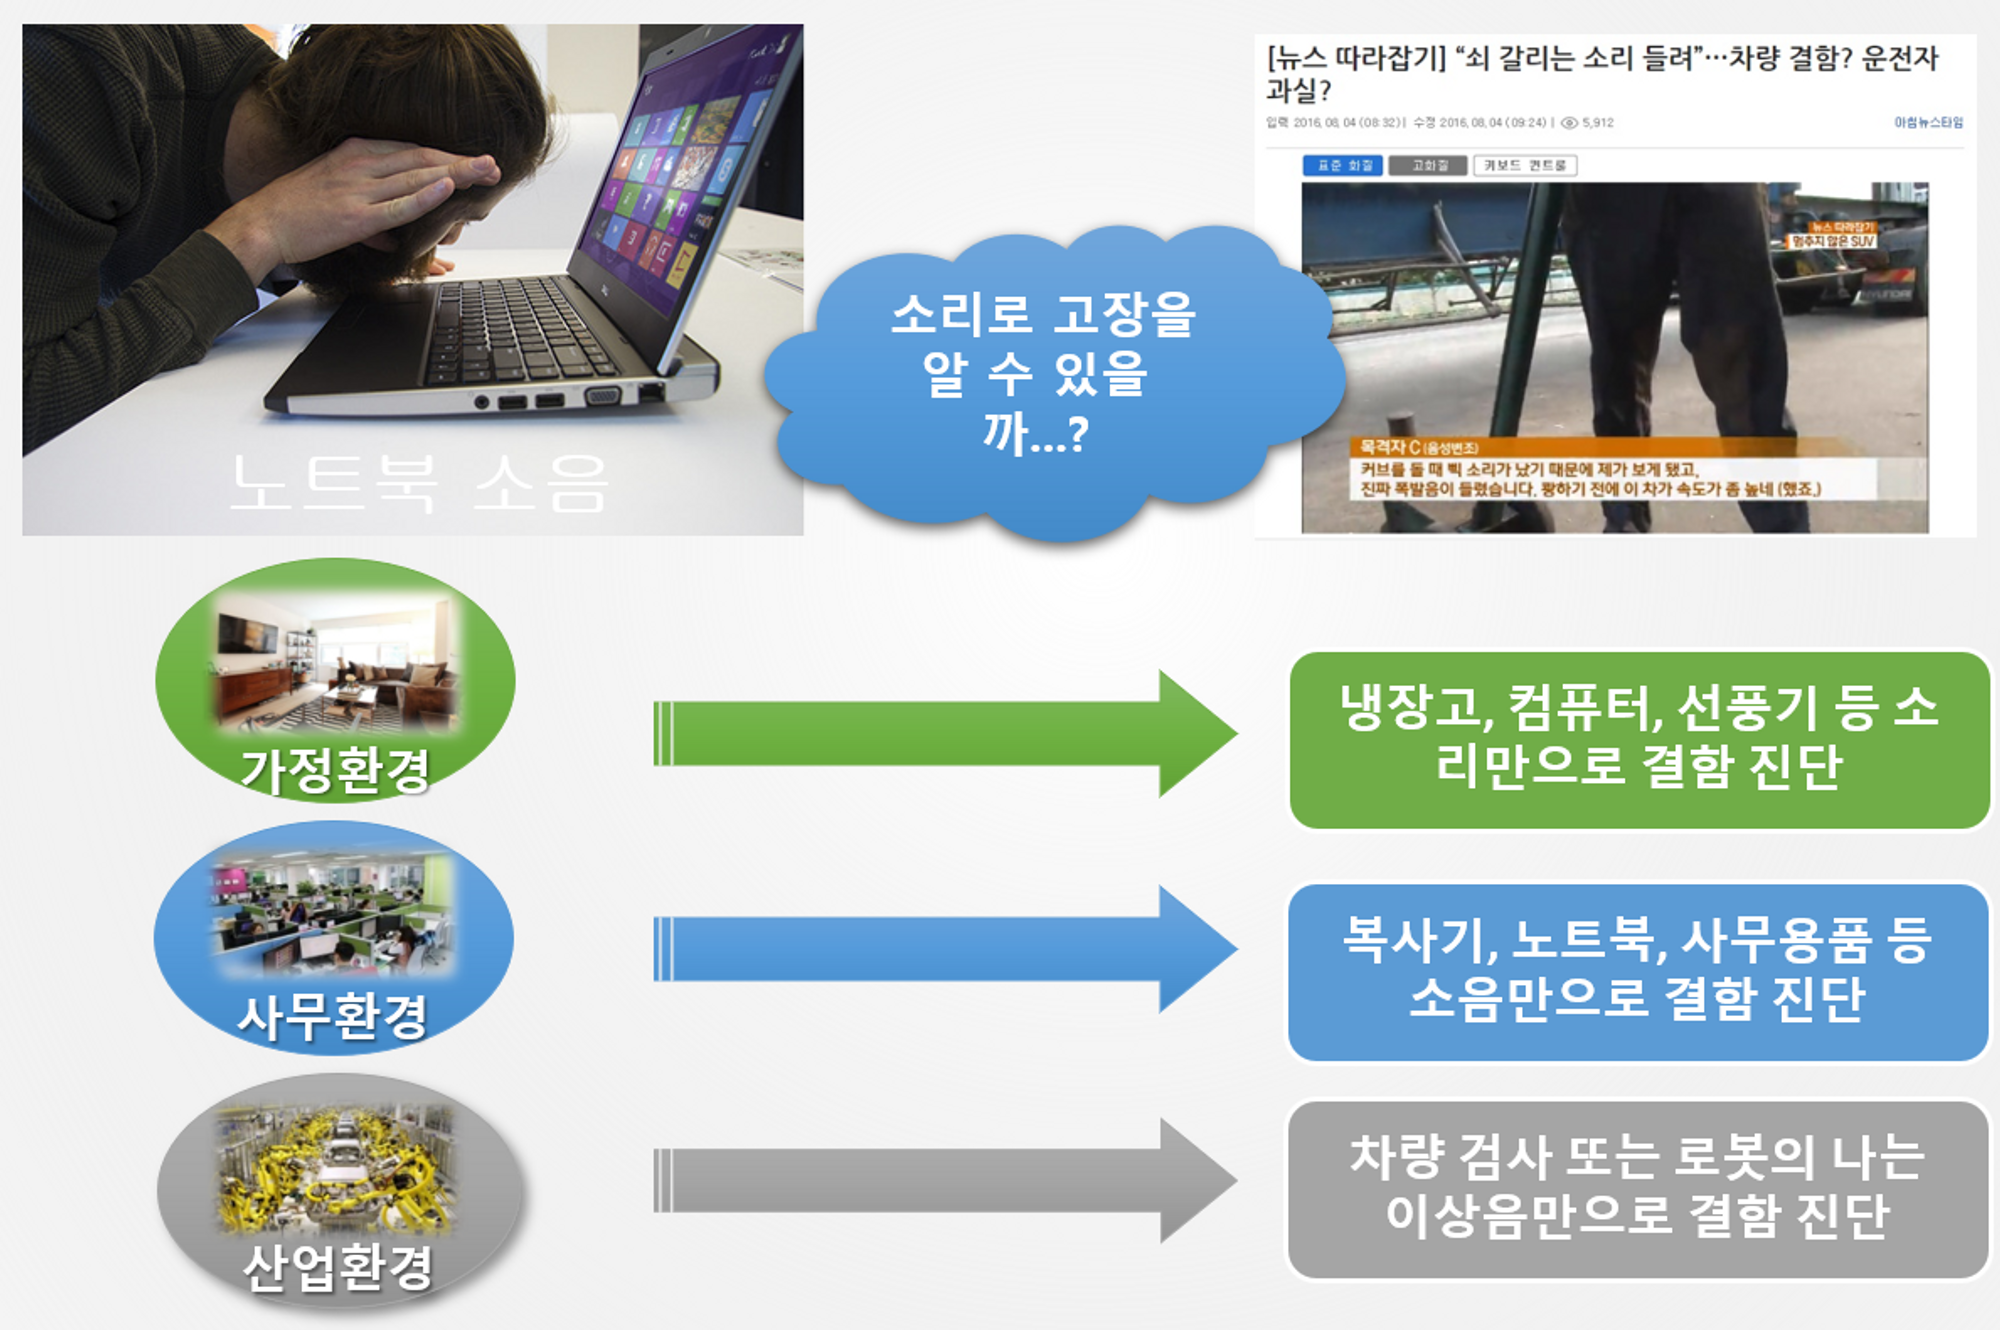 [뉴스 따라잡기] “쇠 갈리는 소리 들려”…차량 결함? 운전자
과실?
입력 2016.08.04 (08:32) | 수정 2016.08.04 (09:24) | 5,912
아침뉴스타임
표준 화질 고화질 키보드 컨트롤
뉴스 따라잡기
멈추지 않은 SUV
HYUNDAI
목격자 C (음성변조)
커브를 돌 때 삑 소리가 났기 때문에 제가 보게 됐고,
진짜 폭발음이 들렸습니다. 쾅하기 전에 이 차가 속도가 좀 높네 (했죠.)
노트북 소음
소리로 고장을
알 수 있을
까...?
가정환경
냉장고, 컴퓨터, 선풍기 등 소
리만으로 결함 진단
사무환경
복사기, 노트북, 사무용품 등
소음만으로 결함 진단
산업환경
차량 검사 또는 로봇의 나는
이상음만으로 결함 진단